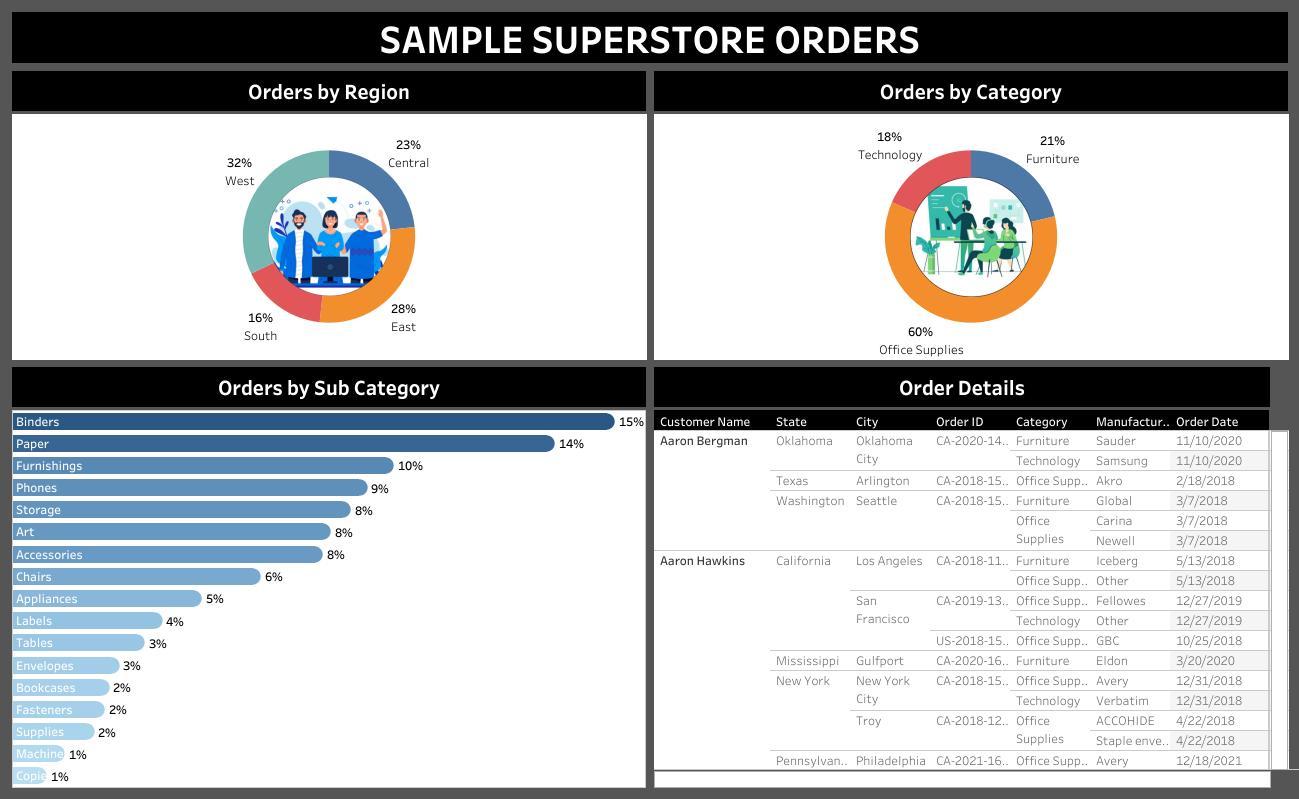 SAMPLE SUPERSTORE ORDERS
Orders by Region
23%
Central
32%
West
28%
East
16%
South
Orders by Category
18%
Technology
21%
Furniture
60%
Office Supplies
Orders by Sub Category
Binders 15%
Paper 14%
Furnishings 10%
Phones 9%
Storage 8%
Art 8%
Accessories 8%
Chairs 6%
Appliances 5%
Labels 4%
Tables 3%
Envelopes 3%
Bookcases 2%
Fasteners 2%
Supplies 2%
Machine 1%
Copie 1%
Order Details
Customer Name State City Order ID Category Manufactur.. Order Date
Aaron Bergman Oklahoma Oklahoma CA-2020-14.. Furniture Sauder 11/10/2020
City Technology Samsung 11/10/2020
Texas Arlington CA-2018-15.. Office Supp.. Akro 2/18/2018
Washington Seattle CA-2018-15.. Furniture Global 3/7/2018
Office Carina 3/7/2018
Supplies Newell 3/7/2018
Aaron Hawkins California Los Angeles CA-2018-11.. Furniture Iceberg 5/13/2018
Office Supp.. Other 5/13/2018
San CA-2019-13.. Office Supp.. Fellowes 12/27/2019
Francisco Technology Other 12/27/2019
US-2018-15.. Office Supp.. GBC 10/25/2018
Mississippi Gulfport CA-2020-16.. Furniture Eldon 3/20/2020
New York New York CA-2018-15.. Office Supp.. Avery 12/31/2018
City Technology Verbatim 12/31/2018
Troy CA-2018-12.. Office ACCOHIDE 4/22/2018
Supplies Staple enve.. 4/22/2018
Pennsylvan.. Philadelphia CA-2021-16.. Office Supp.. Avery 12/18/2021